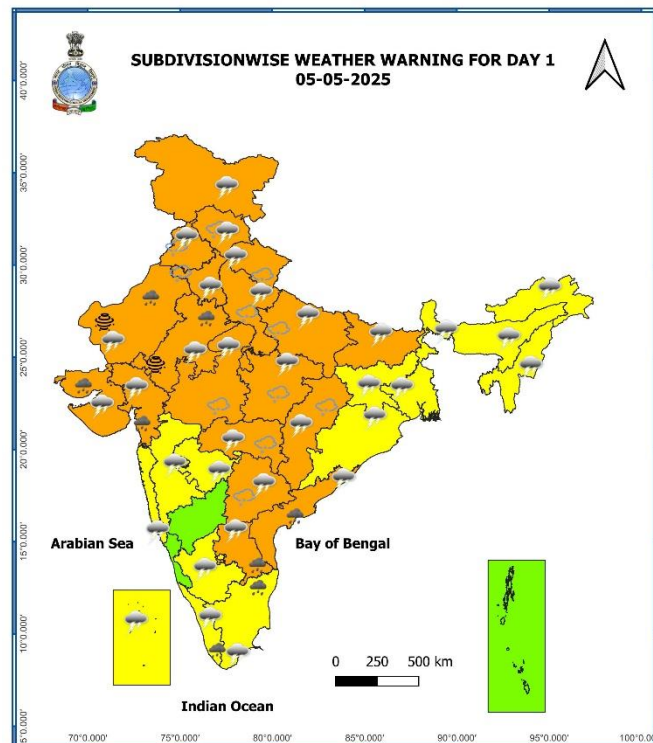 SUBDIVISIONWISE WEATHER WARNING FOR DAY 1
05-05-2025
40°0.000'
35°0.000'
30°0.000'
25°0.000'
20°0.000'
15°0.000'
10°0.000'
5°0.000'
Arabian Sea
Bay of Bengal
0 250 500 km
Indian Ocean
70°0.000' 75°0.000' 80°0.000' 85°0.000' 90°0.000' 95°0.000' 100°0.000'